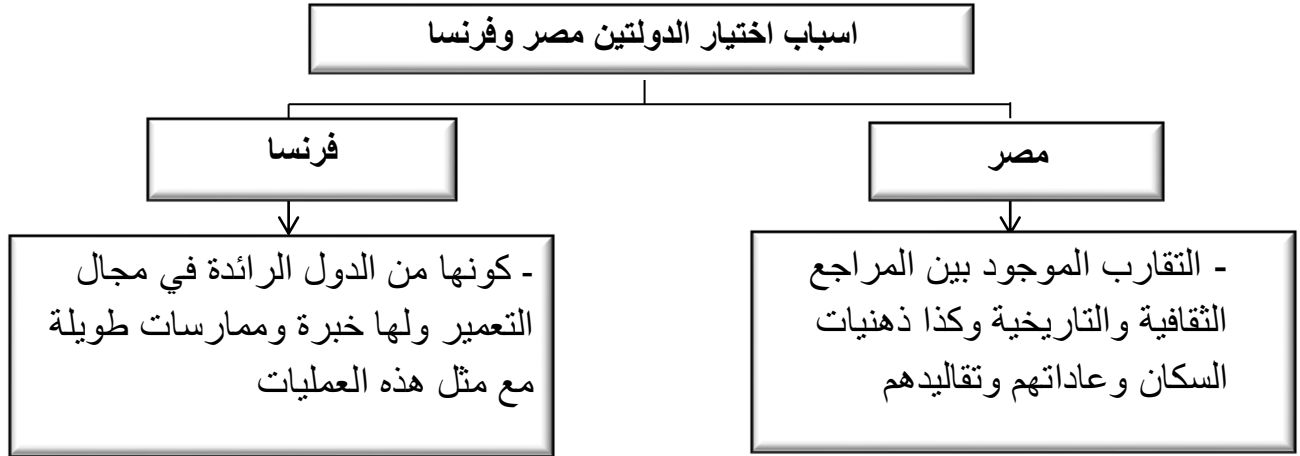 اسباب اختيار الدولتين مصر وفرنسا
مصر
فرنسا
- التقارب الموجود بين المراجع
الثقافية والتاريخية وكذا ذهنيات
السكان وعاداتهم وتقاليدهم
- كونها من الدول الرائدة في مجال
التعمير ولها خبرة وممارسات طويلة
مع مثل هذه العمليات